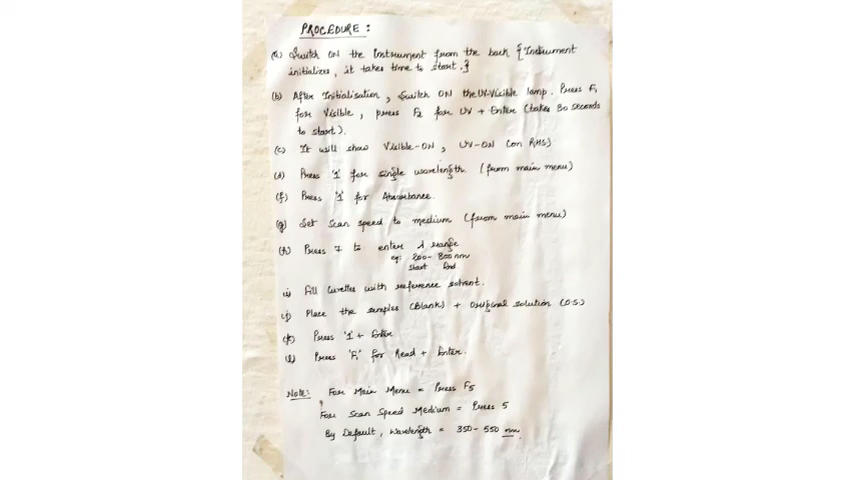 PROCEDURE :
(a) Switch ON the Instrument from the back {Instrument
initializes, it takes time to start.}
(b) After Initialisation, Switch ON the UV-Visible lamp. Press F1
for Visible, press F2 for UV + Enter (takes 30 seconds
to start).
(c) It will show Visible-ON, UV-ON (on RHS)
(d) Press '1' for single wavelength (from main menu)
(f) Press '1' for Absorbance.
(g) Set Scan speed to medium (from main menu)
(h) Press 7 to enter λ range
eg: 200 - 800 nm
start End
i) Fill Cuvettes with reference solvent.
(j) Place the samples (Blank) + Original solution (O.S.)
(k) Press '1' + Enter
(l) Press 'F1' for Read + Enter.
Note: For Main Menu = Press F5
For Scan Speed Medium = Press 5
By Default, Wavelength = 350 - 550 nm.